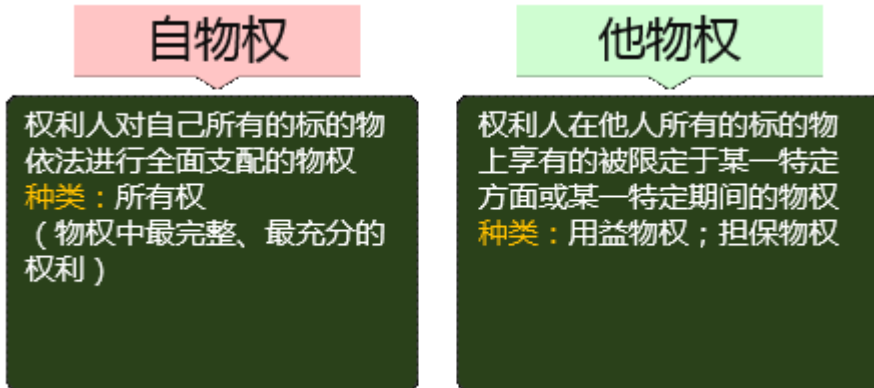 自物权
权利人对自己所有的标的物
依法进行全面支配的物权
种类：所有权
（物权中最完整、最充分的
权利）
他物权
权利人在他人所有的标的物
上享有的被限定于某一特定
方面或某一特定期间的物权
种类：用益物权；担保物权